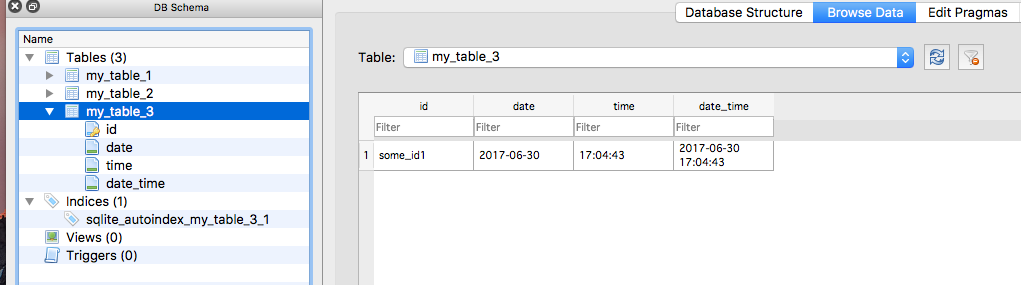 DB Schema
Name
Tables (3)
my_table_1
my_table_2
my_table_3
id
date
time
date_time
Indices (1)
sqlite_autoindex_my_table_3_1
Views (0)
Triggers (0)
Database Structure Browse Data Edit Pragmas
Table: my_table_3
id date time date_time
Filter Filter Filter Filter
1 some_id1 2017-06-30 17:04:43 2017-06-30
17:04:43